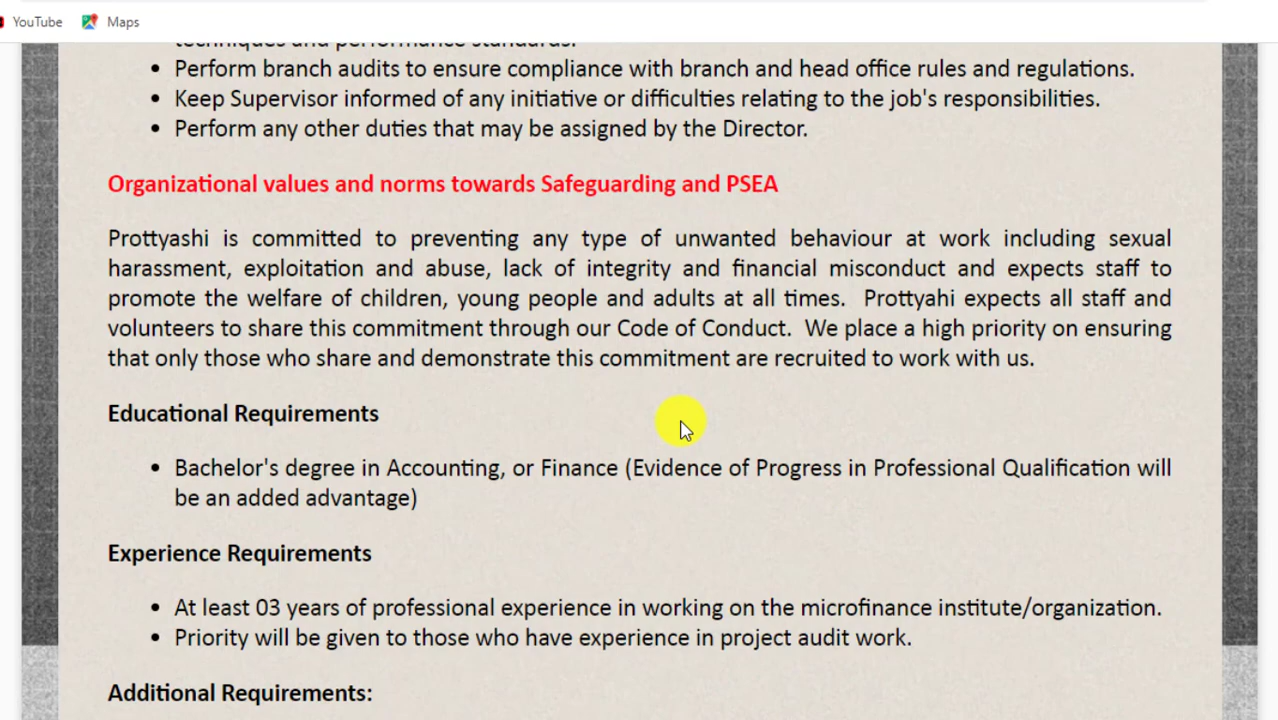 YouTube Maps
techniques and performance standards.
• Perform branch audits to ensure compliance with branch and head office rules and regulations.
• Keep Supervisor informed of any initiative or difficulties relating to the job's responsibilities.
• Perform any other duties that may be assigned by the Director.
Organizational values and norms towards Safeguarding and PSEA
Prottyashi is committed to preventing any type of unwanted behaviour at work including sexual
harassment, exploitation and abuse, lack of integrity and financial misconduct and expects staff to
promote the welfare of children, young people and adults at all times. Prottyahi expects all staff and
volunteers to share this commitment through our Code of Conduct. We place a high priority on ensuring
that only those who share and demonstrate this commitment are recruited to work with us.
Educational Requirements
• Bachelor's degree in Accounting, or Finance (Evidence of Progress in Professional Qualification will
be an added advantage)
Experience Requirements
• At least 03 years of professional experience in working on the microfinance institute/organization.
• Priority will be given to those who have experience in project audit work.
Additional Requirements: